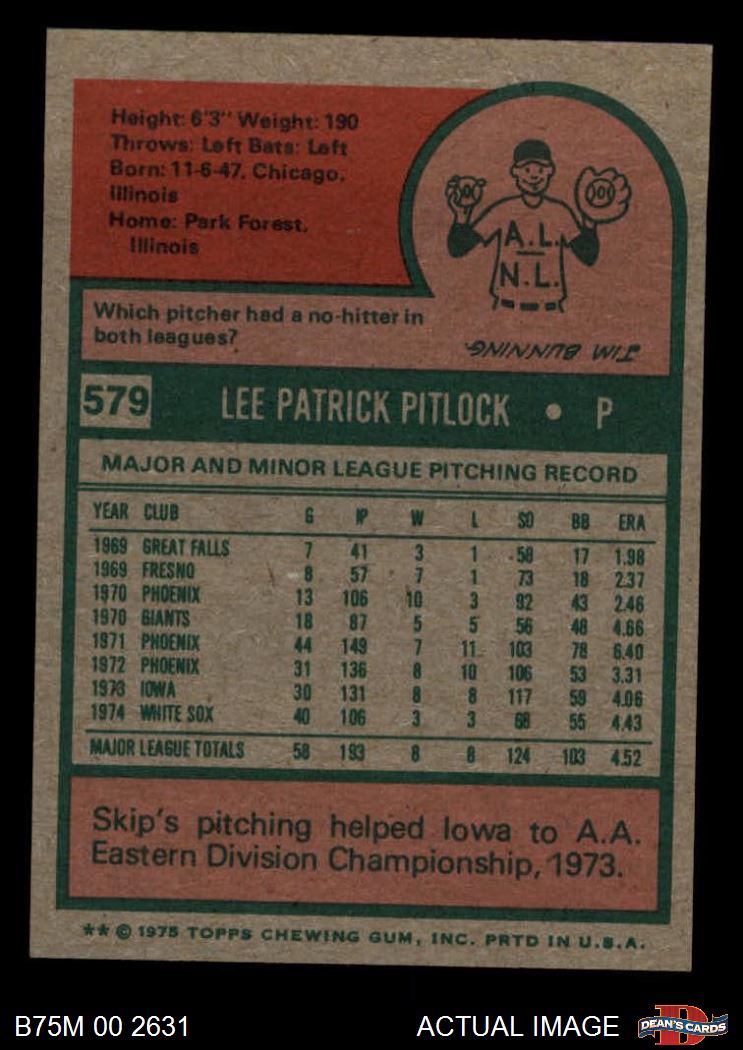 Height: 6'3" Weight: 190
Throws: Left Bats: Left
Born: 11-6-47, Chicago,
Illinois
Home: Park Forest,
Illinois
A.L.
N.L.
Which pitcher had a no-hitter in
both leagues?
JIM BUNNING
579 LEE PATRICK PITLOCK • P
MAJOR AND MINOR LEAGUE PITCHING RECORD
YEAR CLUB G IP W L SO BB ERA
1969 GREAT FALLS 7 41 3 1 58 17 1.98
1969 FRESNO 8 57 7 1 73 18 2.37
1970 PHOENIX 13 106 10 3 92 43 2.46
1970 GIANTS 18 87 5 5 56 48 4.66
1971 PHOENIX 44 149 7 11 103 78 6.40
1972 PHOENIX 31 136 8 10 106 53 3.31
1973 IOWA 30 131 8 8 117 59 4.06
1974 WHITE SOX 40 106 3 3 68 55 4.43
MAJOR LEAGUE TOTALS 58 193 8 8 124 103 4.52
Skip's pitching helped Iowa to A.A.
Eastern Division Championship, 1973.
** © 1975 TOPPS CHEWING GUM, INC. PRTD IN U.S.A.
B75M 00 2631 ACTUAL IMAGE D DEAN'S CARDS